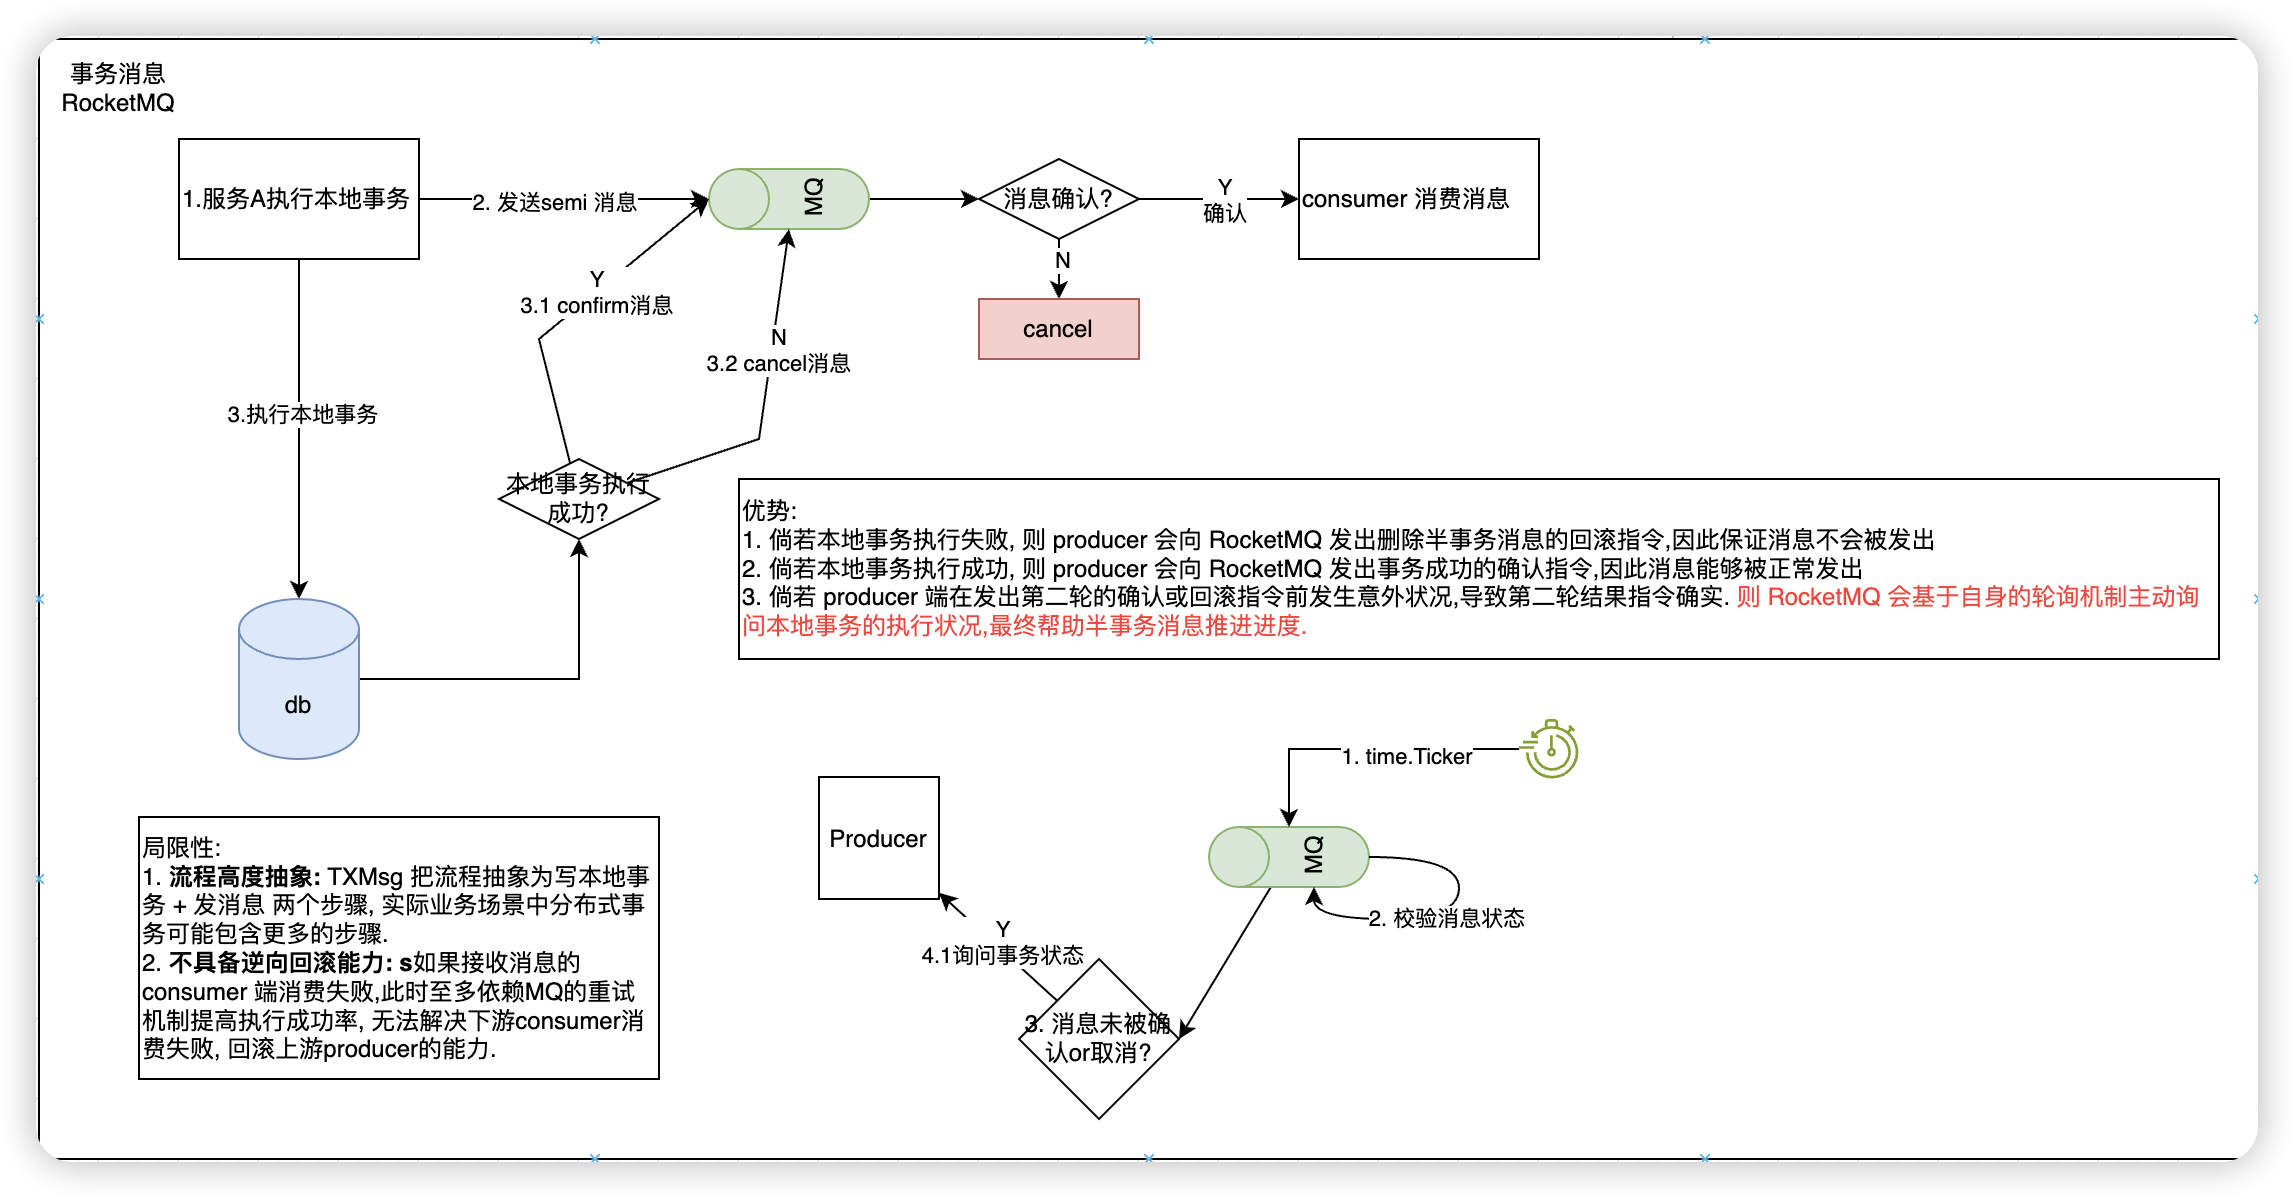 事务消息
RocketMQ
1.服务A执行本地事务
2. 发送semi 消息
MQ
消息确认?
Y
确认
consumer 消费消息
N
cancel
Y
3.1 confirm消息
N
3.2 cancel消息
3.执行本地事务
本地事务执行
成功?
db
优势:
1. 倘若本地事务执行失败, 则 producer 会向 RocketMQ 发出删除半事务消息的回滚指令,因此保证消息不会被发出
2. 倘若本地事务执行成功, 则 producer 会向 RocketMQ 发出事务成功的确认指令,因此消息能够被正常发出
3. 倘若 producer 端在发出第二轮的确认或回滚指令前发生意外状况,导致第二轮结果指令确实. 则 RocketMQ 会基于自身的轮询机制主动询
问本地事务的执行状况,最终帮助半事务消息推进进度.
局限性:
1. 流程高度抽象: TXMsg 把流程抽象为写本地事
务 + 发消息 两个步骤, 实际业务场景中分布式事
务可能包含更多的步骤.
2. 不具备逆向回滚能力: s如果接收消息的
consumer 端消费失败,此时至多依赖MQ的重试
机制提高执行成功率, 无法解决下游consumer消
费失败, 回滚上游producer的能力.
1. time.Ticker
Producer
MQ
2. 校验消息状态
Y
4.1询问事务状态
3. 消息未被确
认or取消?